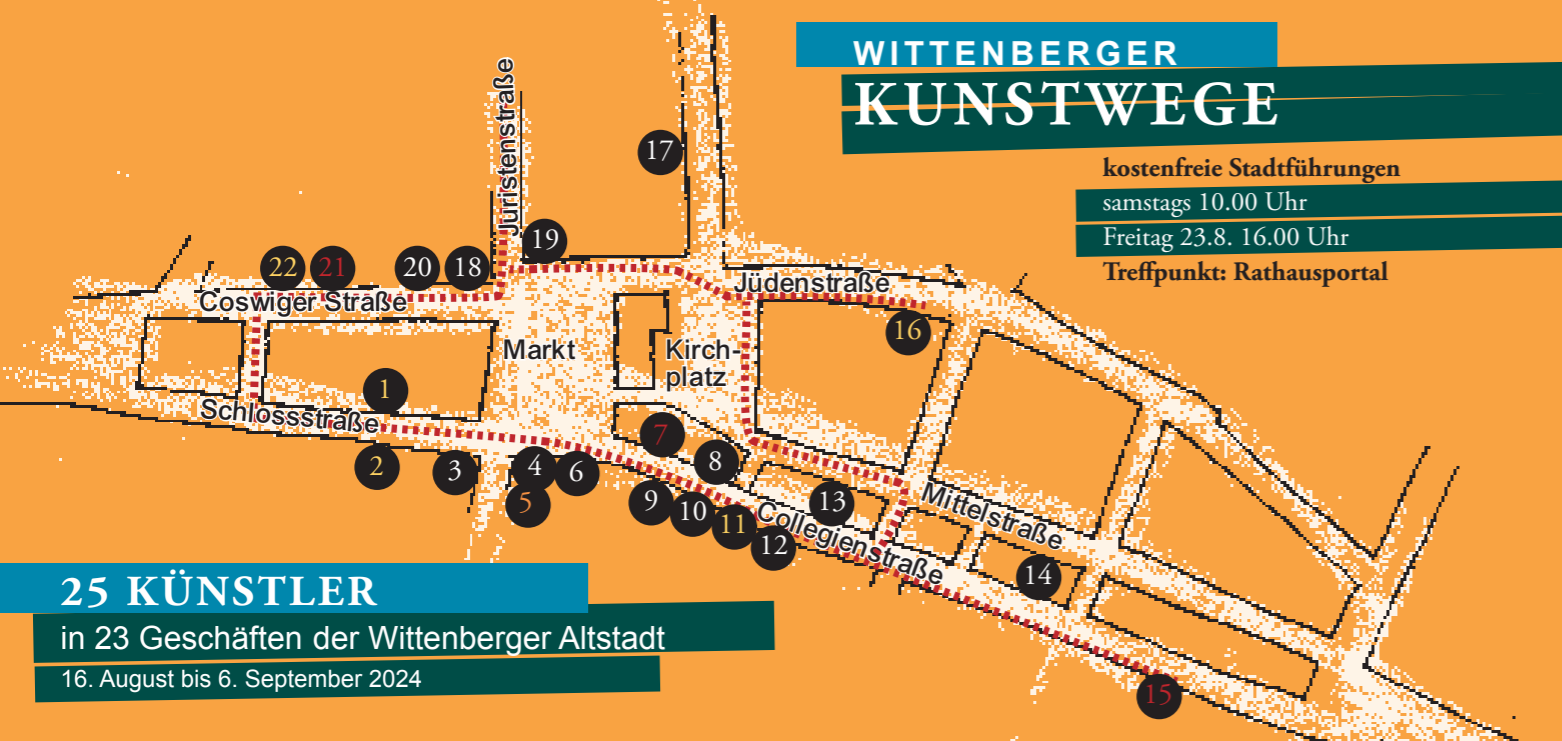 WITTENBERGER
KUNSTWEGE
kostenfreie Stadtführungen
samstags 10.00 Uhr
Freitag 23.8. 16.00 Uhr
Treffpunkt: Rathausportal
Juristenstraße
17
19
22
21
20
18
Coswiger Straße
Jüdenstraße
16
Markt
Kirch-
platz
1
Schlossstraße
2
3
4
5
6
7
8
9
10
11
12
13
Collegienstraße
Mittelstraße
14
15
25 KÜNSTLER
in 23 Geschäften der Wittenberger Altstadt
16. August bis 6. September 2024